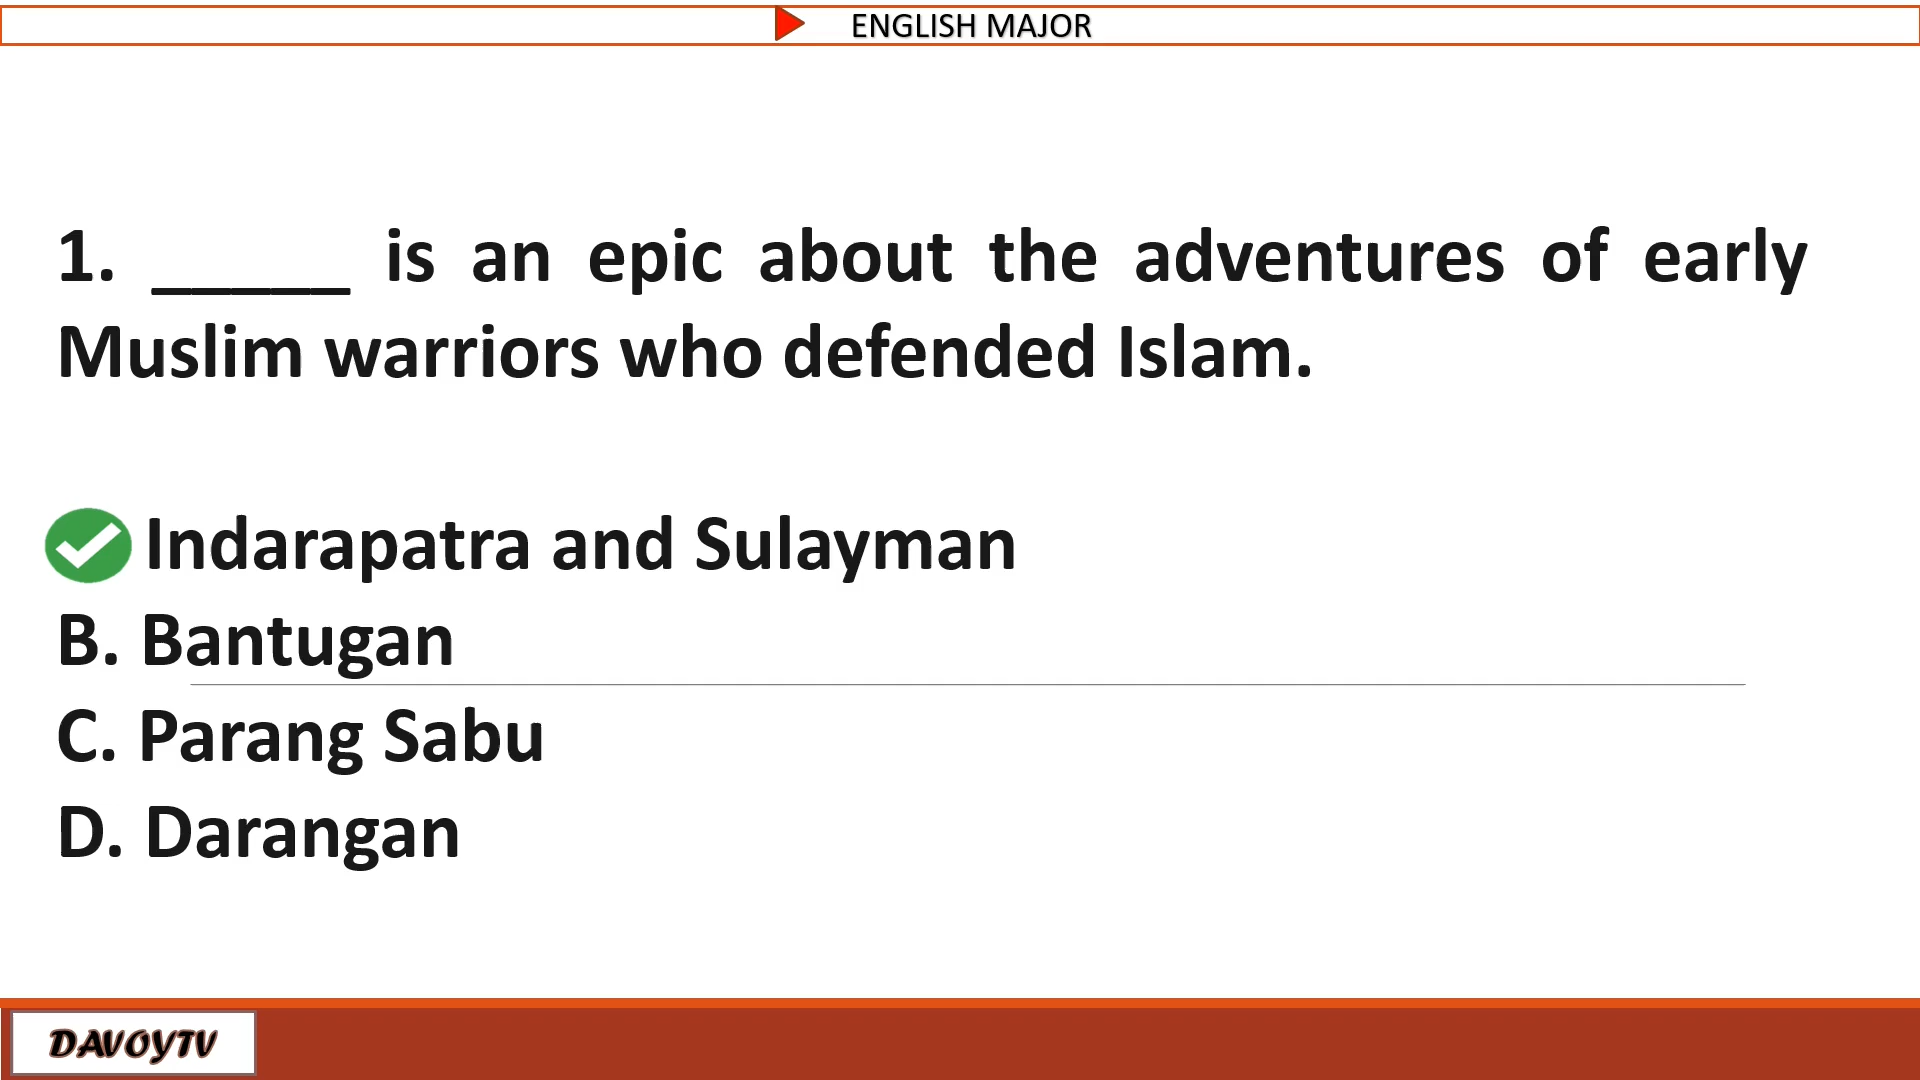 ENGLISH MAJOR
1. _____ is an epic about the adventures of early
Muslim warriors who defended Islam.
Indarapatra and Sulayman
B. Bantugan
C. Parang Sabu
D. Darangan
DAVOYTV